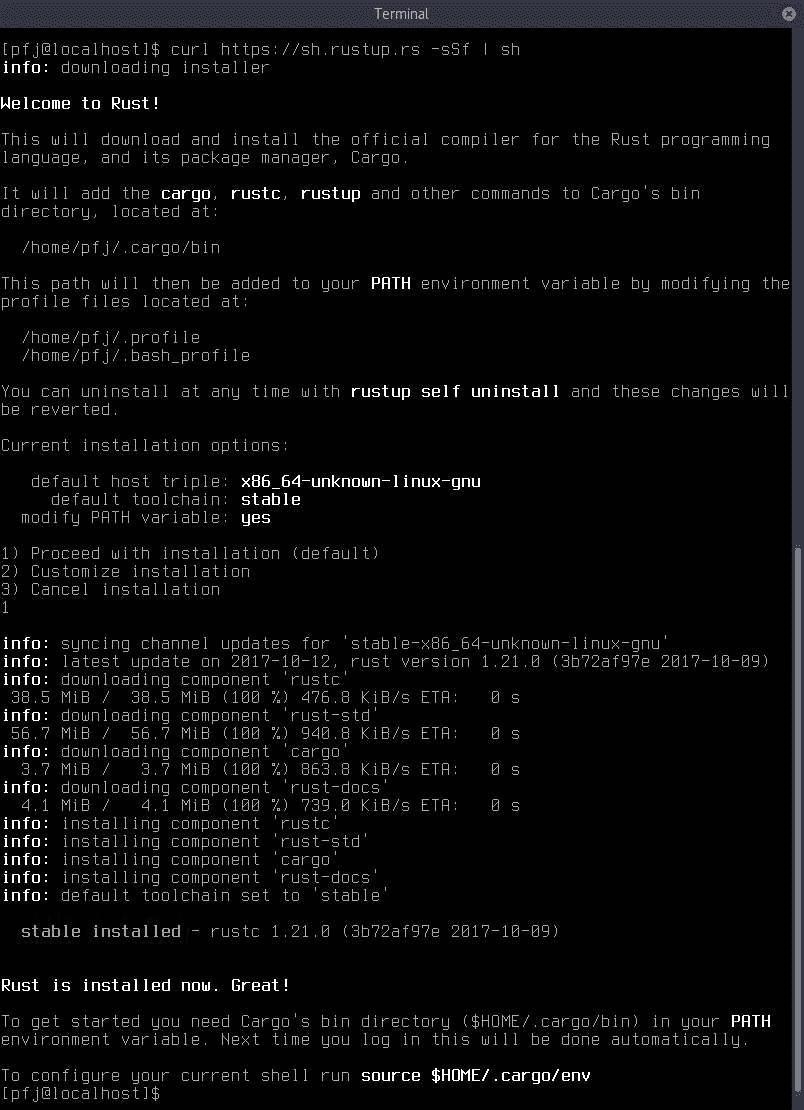 Terminal
[pfj@localhost]$ curl https://sh.rustup.rs -sSf | sh
info: downloading installer
Welcome to Rust!
This will download and install the official compiler for the Rust programming
language, and its package manager, Cargo.
It will add the cargo, rustc, rustup and other commands to Cargo's bin
directory, located at:
/home/pfj/.cargo/bin
This path will then be added to your PATH environment variable by modifying the
profile files located at:
/home/pfj/.profile
/home/pfj/.bash_profile
You can uninstall at any time with rustup self uninstall and these changes will
be reverted.
Current installation options:
default host triple: x86_64-unknown-linux-gnu
default toolchain: stable
modify PATH variable: yes
1) Proceed with installation (default)
2) Customize installation
3) Cancel installation
1
info: syncing channel updates for 'stable-x86_64-unknown-linux-gnu'
info: latest update on 2017-10-12, rust version 1.21.0 (3b72af97e 2017-10-09)
info: downloading component 'rustc'
38.5 MiB / 38.5 MiB (100 %) 476.8 KiB/s ETA: 0 s
info: downloading component 'rust-std'
56.7 MiB / 56.7 MiB (100 %) 940.8 KiB/s ETA: 0 s
info: downloading component 'cargo'
3.7 MiB / 3.7 MiB (100 %) 863.8 KiB/s ETA: 0 s
info: downloading component 'rust-docs'
4.1 MiB / 4.1 MiB (100 %) 739.0 KiB/s ETA: 0 s
info: installing component 'rustc'
info: installing component 'rust-std'
info: installing component 'cargo'
info: installing component 'rust-docs'
info: default toolchain set to 'stable'
stable installed - rustc 1.21.0 (3b72af97e 2017-10-09)
Rust is installed now. Great!
To get started you need Cargo's bin directory ($HOME/.cargo/bin) in your PATH
environment variable. Next time you log in this will be done automatically.
To configure your current shell run source $HOME/.cargo/env
[pfj@localhost]$